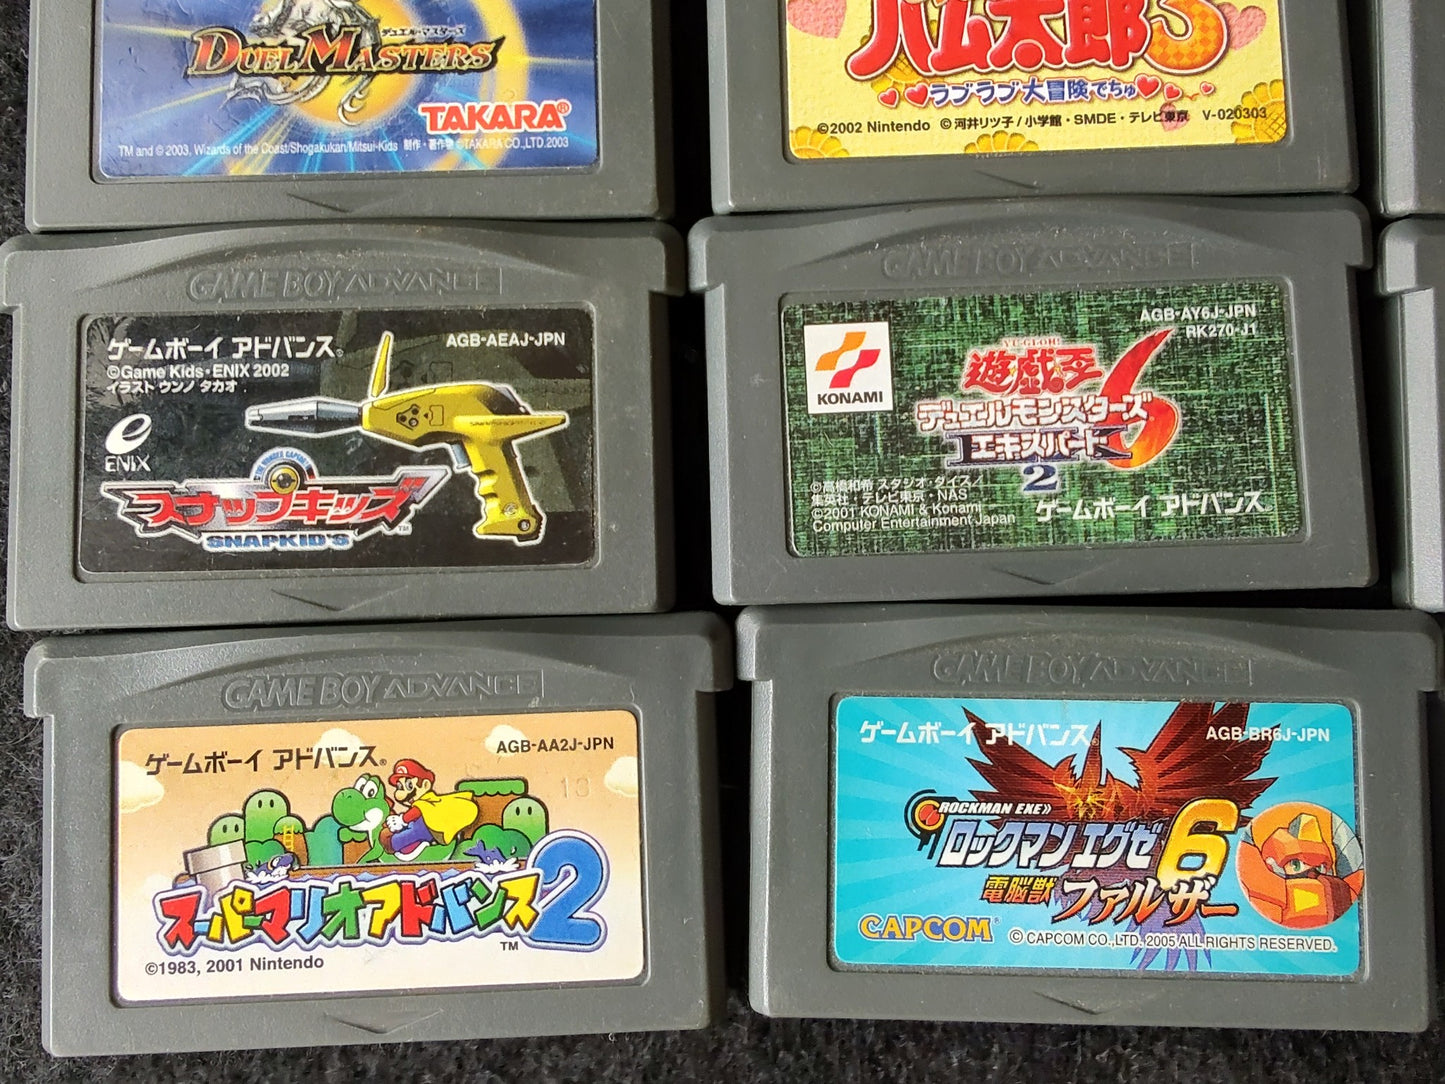 デュエル・マスターズ
DUEL MASTERS
TAKARA®
TM and © 2003, Wizards of the Coast/Shogakukan/Mitsui-Kids 制作・著作権 ©TAKARA CO.,LTD.2003
ハム太郎3
ラブラブ大冒険でちゅ
©2002 Nintendo ©河井リツ子/小学館・SMDE・テレビ東京 V-020303
GAME BOY ADVANCE
ゲームボーイ アドバンス®
AGB-AEAJ-JPN
©Game Kids・ENIX 2002
イラスト ウンノ タカオ
e
ENIX
スナップキッズ™
SNAPKID'S
GAME BOY ADVANCE
AGB-AY6J-JPN
RK270-J1
KONAMI
YU-GI-OH!
遊☆戯☆王
デュエルモンスターズ6
エキスパート
2
©高橋和希 スタジオ・ダイス/
集英社・テレビ東京・NAS
©2001 KONAMI & Konami
Computer Entertainment Japan
ゲームボーイ アドバンス®
GAME BOY ADVANCE
ゲームボーイ アドバンス®
AGB-AA2J-JPN
スーパーマリオアドバンス2
™
©1983, 2001 Nintendo
GAME BOY ADVANCE
ゲームボーイ アドバンス®
AGB-BR6J-JPN
ROCKMAN EXE
ロックマンエグゼ6
電脳獣 ファルザー
CAPCOM®
© CAPCOM CO.,LTD. 2005 ALL RIGHTS RESERVED.